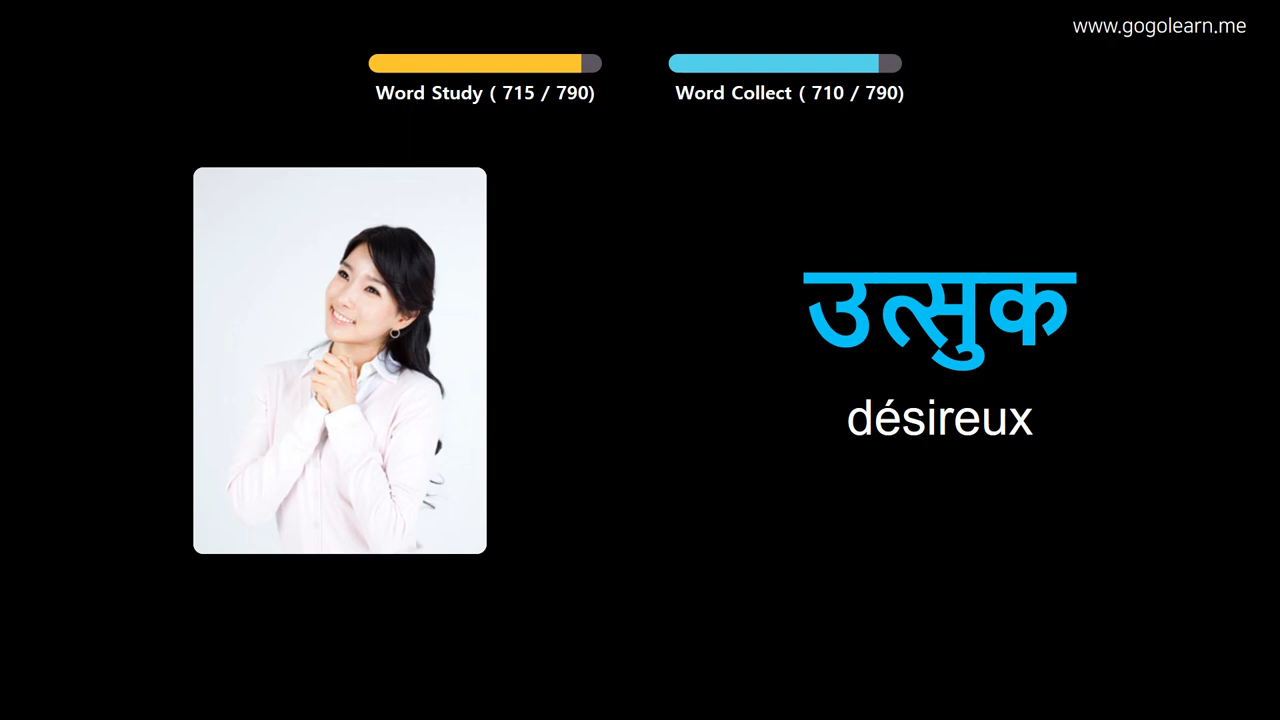 www.gogolearn.me
Word Study ( 715 / 790)
Word Collect ( 710 / 790)
उत्सुक
désireux